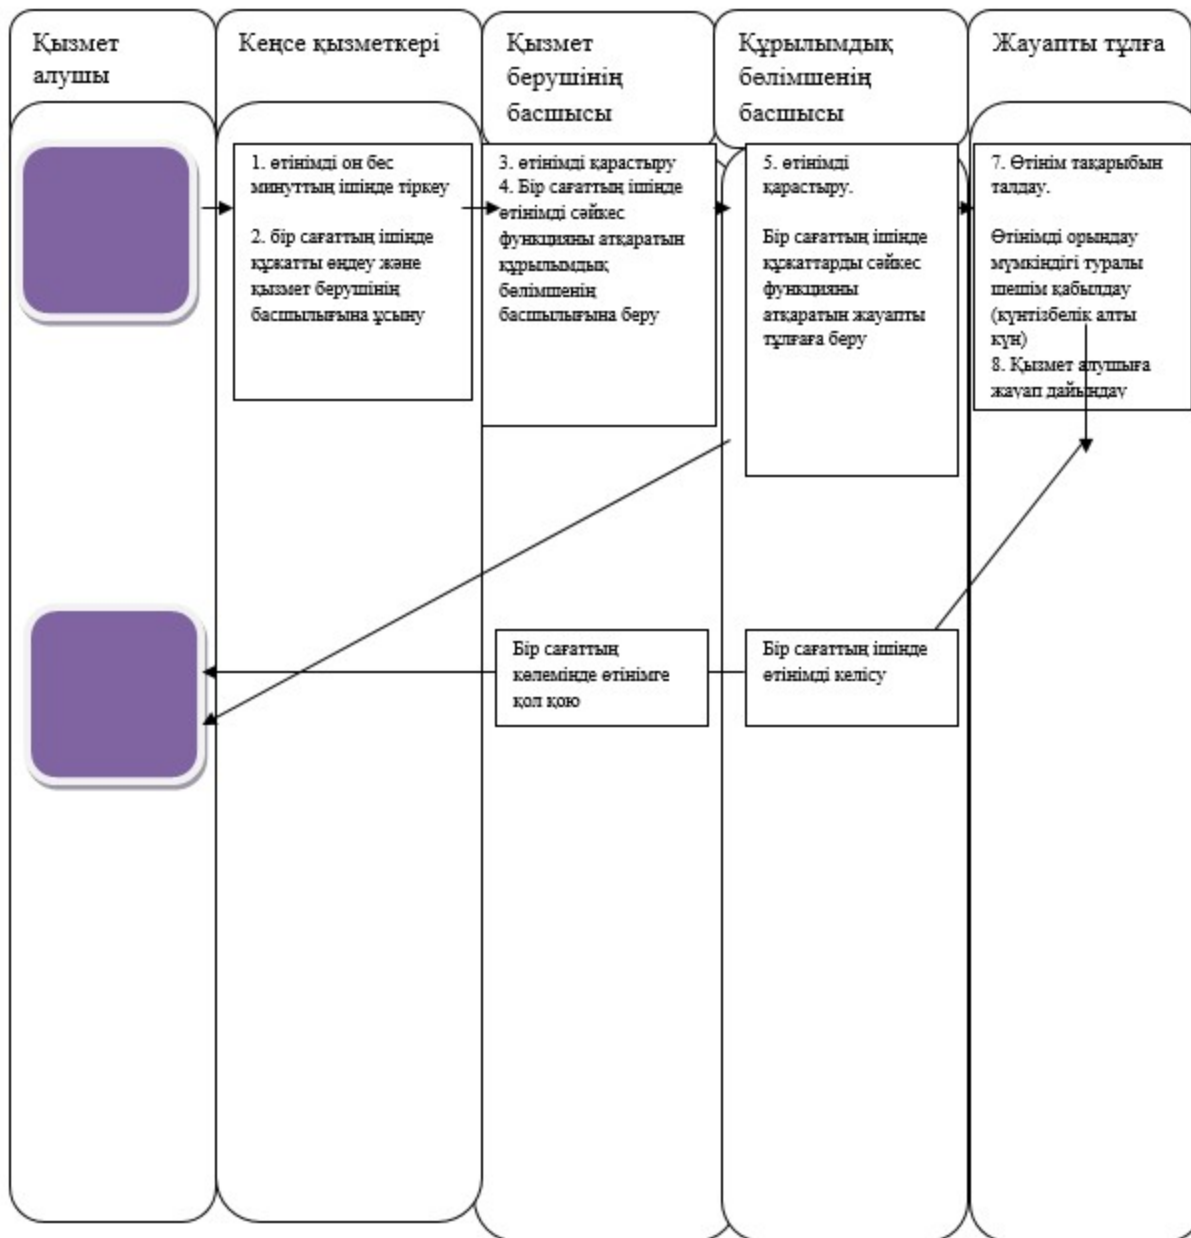 Қызмет
алушы
Кеңсе қызметкері
Қызмет
берушінің
басшысы
Құрылымдық
бөлімшенің
басшысы
Жауапты тұлға
1. өтінімді он бес
минуттың ішінде тіркеу
2. бір сағаттың ішінде
құжатты өңдеу және
қызмет берушінің
басшылығына ұсыну
3. өтінімді қарастыру
4. Бір сағаттың ішінде
өтінімді сәйкес
функцияны атқаратын
құрылымдық
бөлімшенің
басшылығына беру
5. өтінімді
қарастыру.
Бір сағаттың ішінде
құжаттарды сәйкес
функцияны
атқаратын жауапты
тұлғаға беру
7. Өтінім тақарыбын
талдау.
Өтінімді орындау
мүмкіндігі туралы
шешім қабылдау
(күнтізбелік алты
күн)
8. Қызмет алушыға
жауап дайындау
Бір сағаттың
көлемінде өтінімге
қол қою
Бір сағаттың ішінде
өтінімді келісу